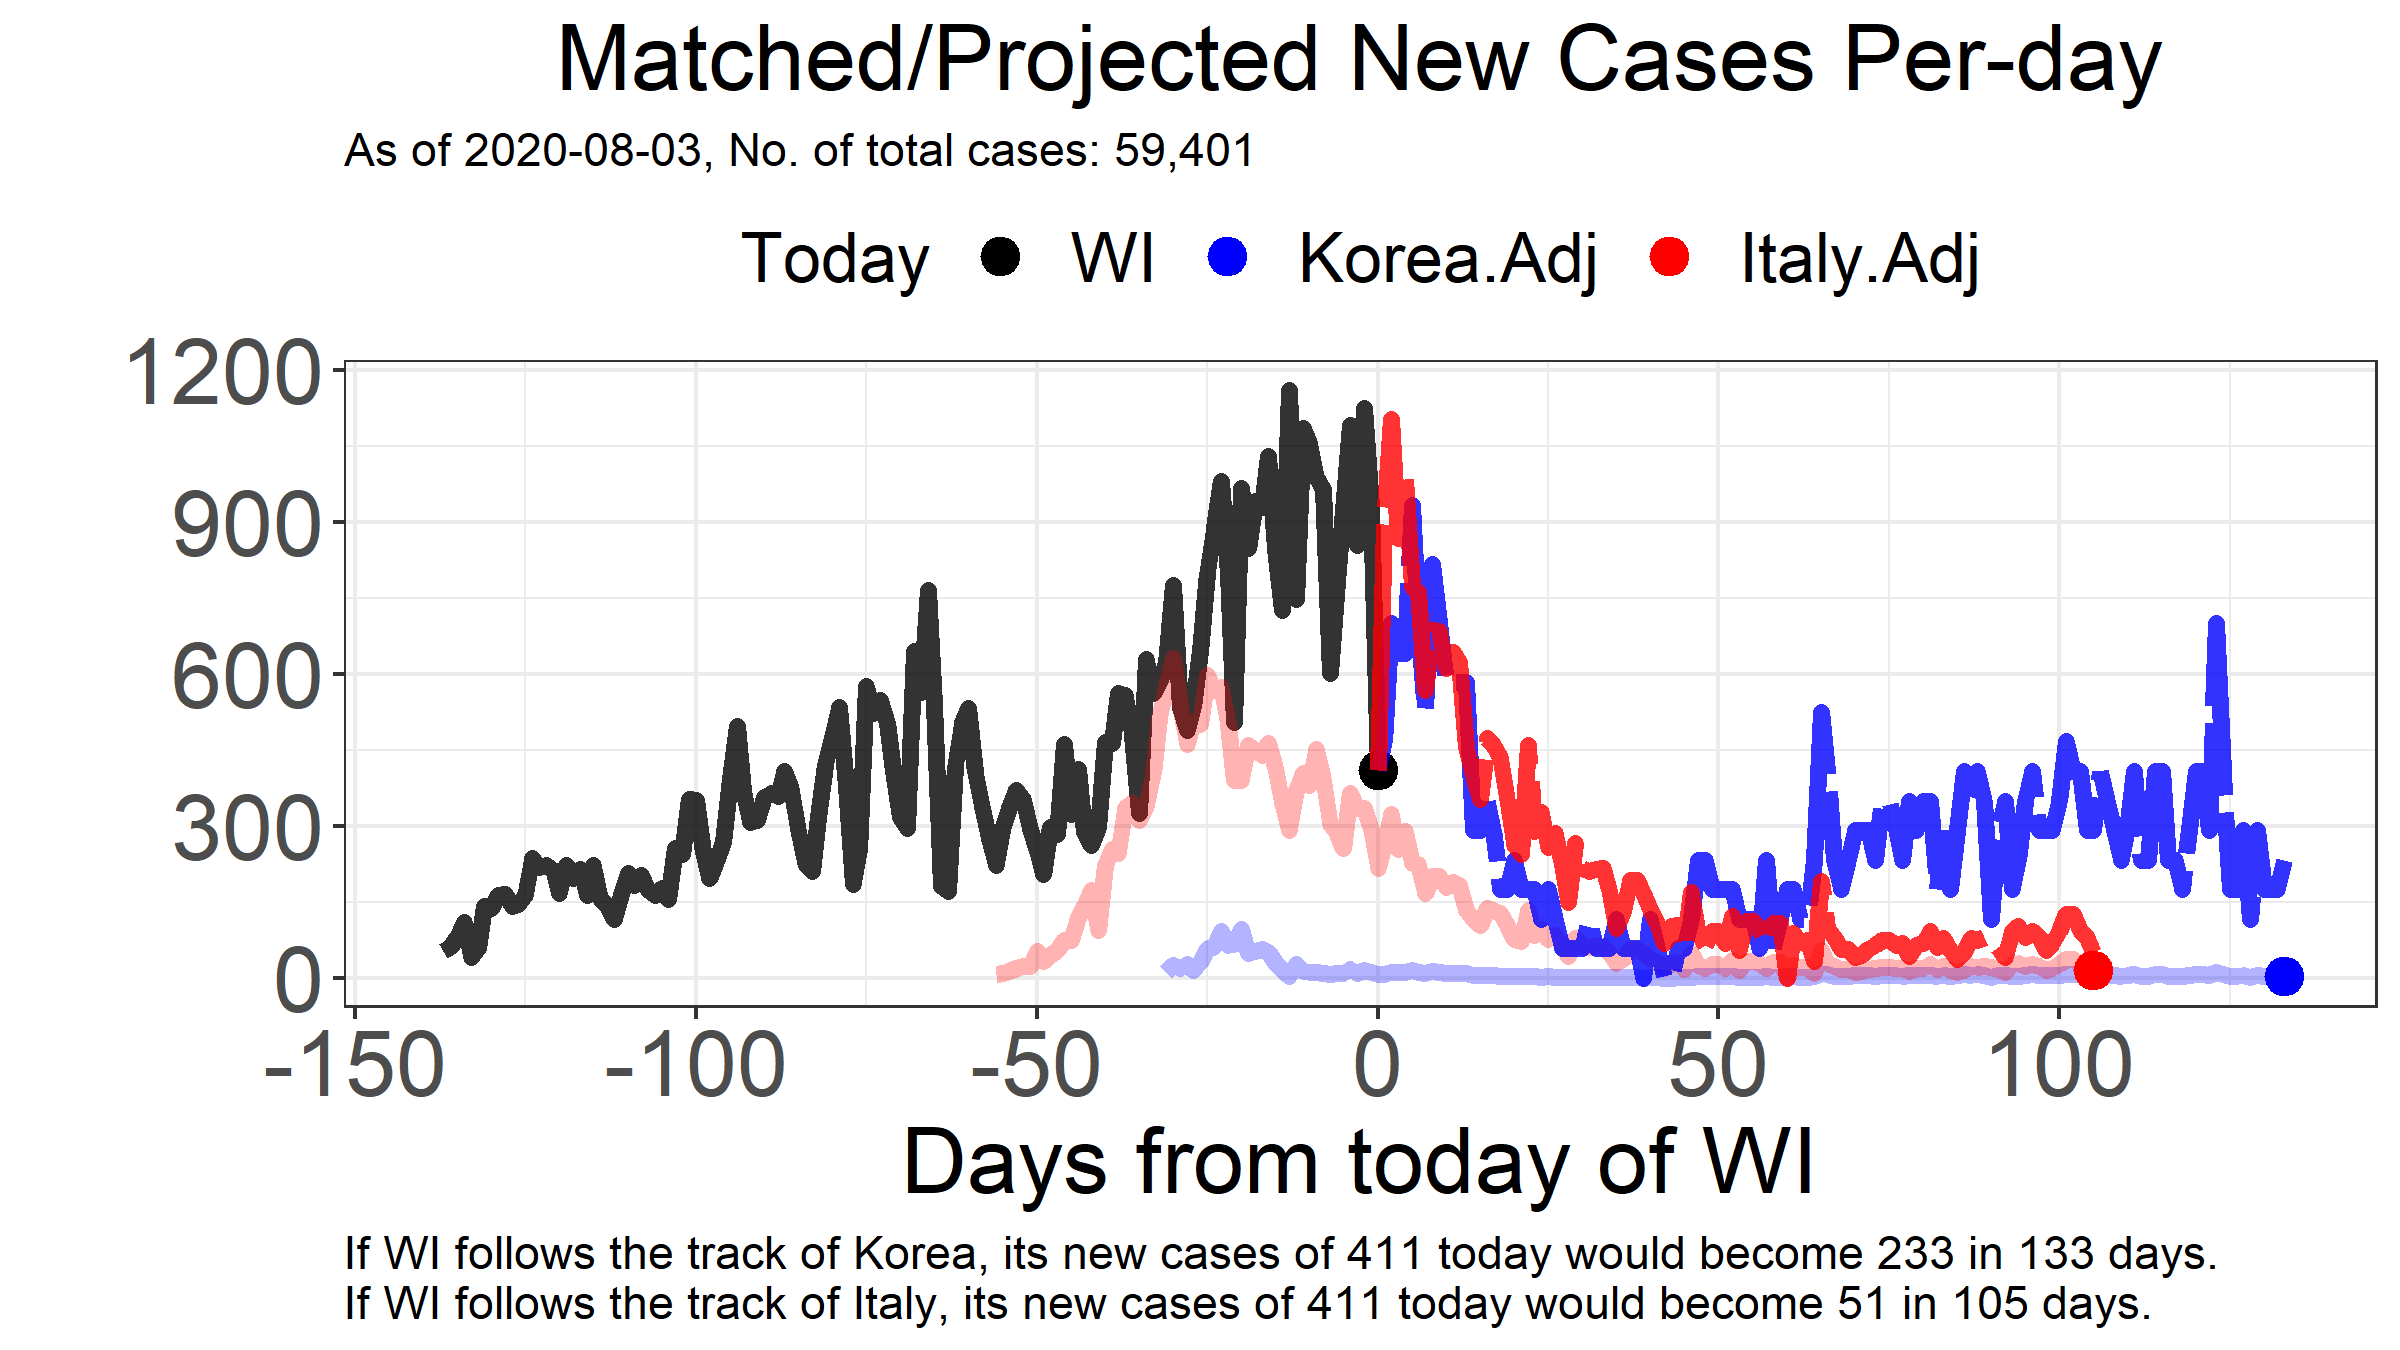 Matched/Projected New Cases Per-day
As of 2020-08-03, No. of total cases: 59,401
Today WI Korea.Adj Italy.Adj
1200
900
600
300
0
-150 -100 -50 0 50 100
Days from today of WI
If WI follows the track of Korea, its new cases of 411 today would become 233 in 133 days.
If WI follows the track of Italy, its new cases of 411 today would become 51 in 105 days.